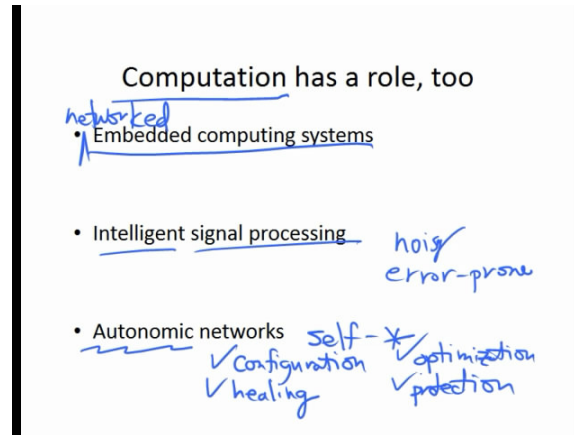 Computation has a role, too
networked
• Embedded computing systems
• Intelligent signal processing noisy
error-prone
• Autonomic networks self-*
✓configuration ✓optimization
✓healing ✓protection